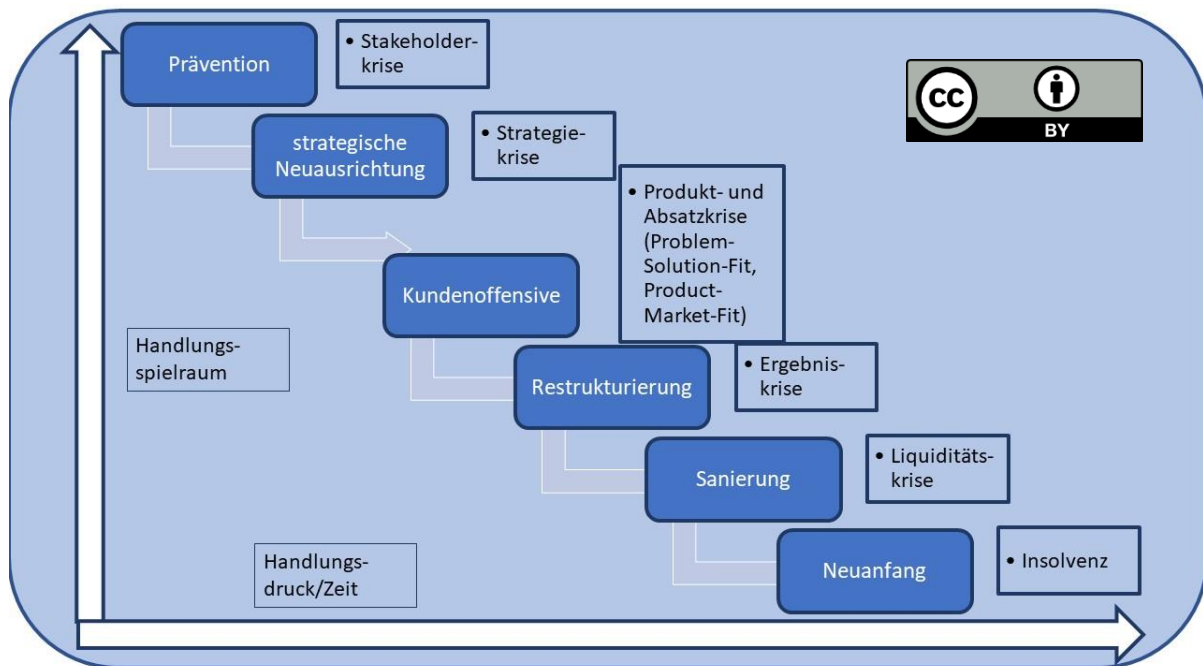 Prävention
• Stakeholder-
krise
CC
BY
strategische
Neuausrichtung
• Strategie-
krise
• Produkt- und
Absatzkrise
(Problem-
Solution-Fit,
Product-
Market-Fit)
Kundenoffensive
Handlungs-
spielraum
Restrukturierung
• Ergebnis-
krise
Sanierung
• Liquiditäts-
krise
Handlungs-
druck/Zeit
Neuanfang
• Insolvenz